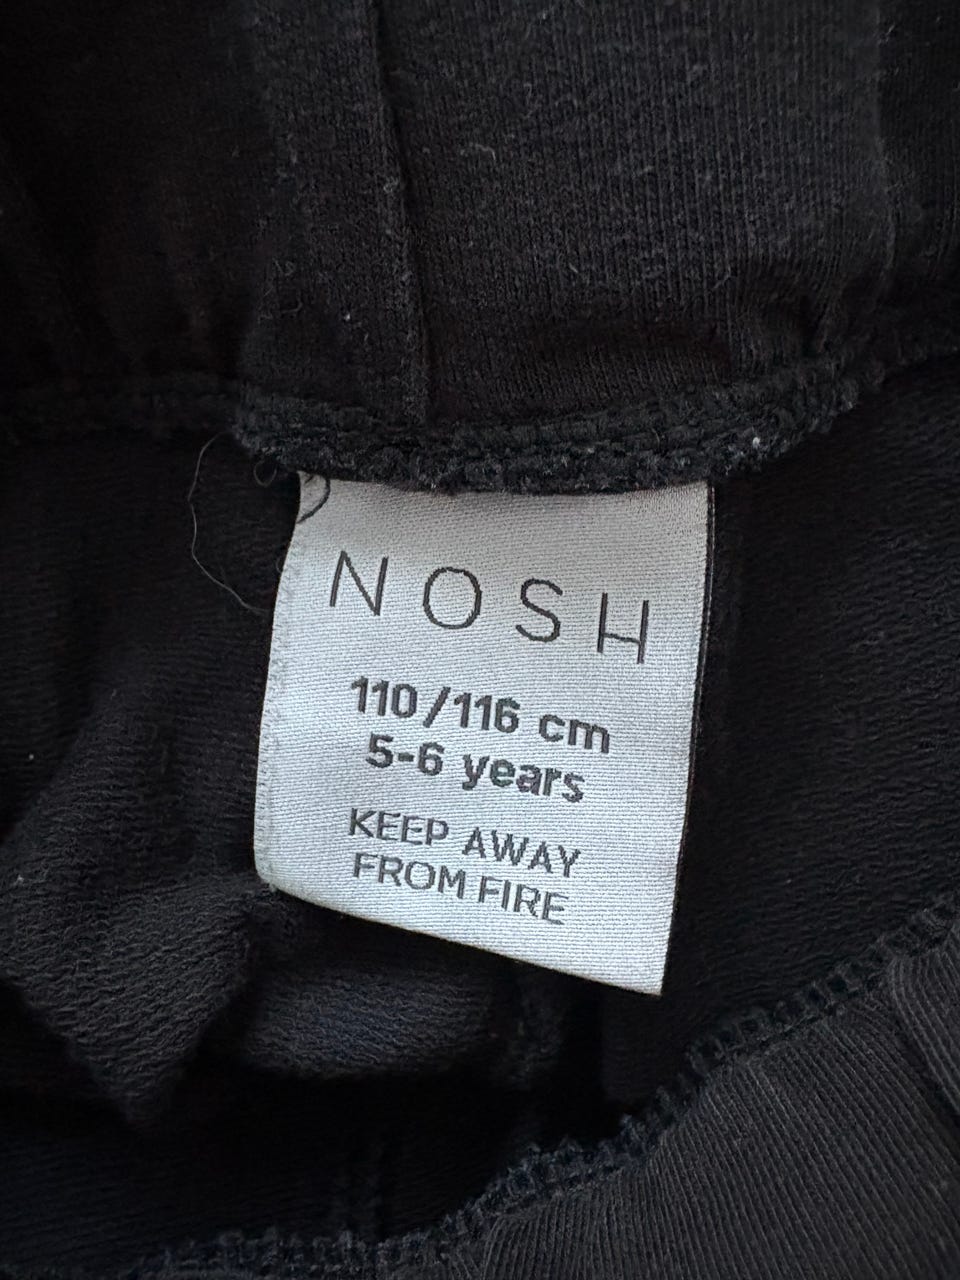 NOSH
110/116 cm
5-6 years
KEEP AWAY
FROM FIRE